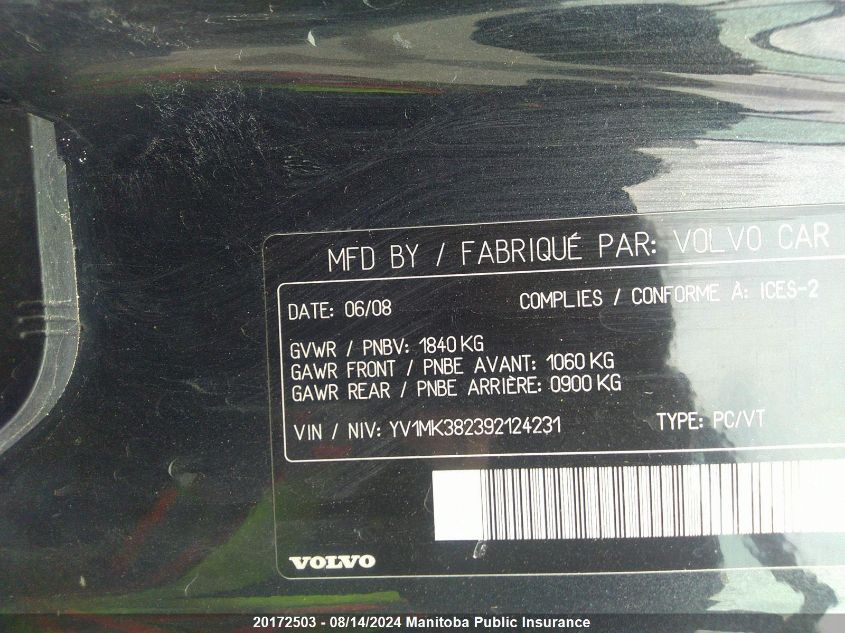 MFD BY / FABRIQUÉ PAR: VOLVO CAR
DATE: 06/08 COMPLIES / CONFORME À: ICES-2
GVWR / PNBV: 1840 KG
GAWR FRONT / PNBE AVANT: 1060 KG
GAWR REAR / PNBE ARRIÈRE: 0900 KG
VIN / NIV: YV1MK382392124231 TYPE: PC/VT
VOLVO
20172503 - 08/14/2024 Manitoba Public Insurance